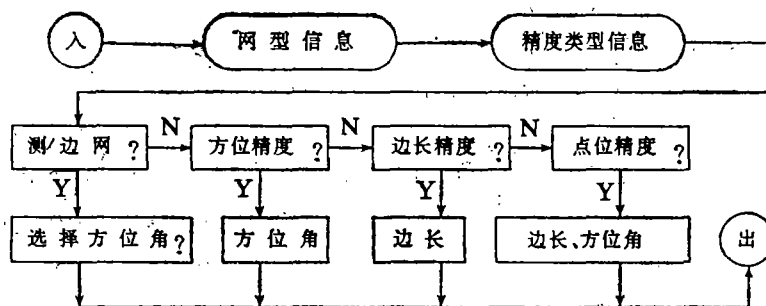 入 网型信息 精度类型信息
测/边网? N 方位精度? N 边长精度? N 点位精度?
Y Y Y Y
选择方位角? 方位角 边长 边长、方位角 出